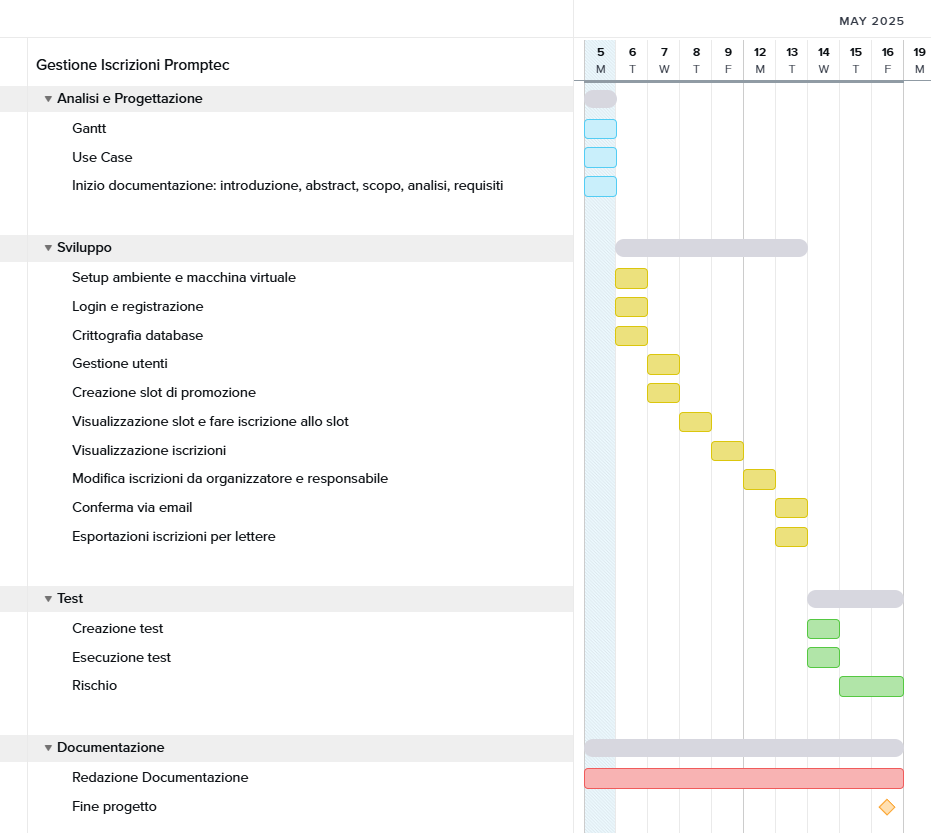 MAY 2025
5 6 7 8 9 12 13 14 15 16 19
M T W T F M T W T F M
Gestione Iscrizioni Promptec
Analisi e Progettazione
Gantt
Use Case
Inizio documentazione: introduzione, abstract, scopo, analisi, requisiti
Sviluppo
Setup ambiente e macchina virtuale
Login e registrazione
Crittografia database
Gestione utenti
Creazione slot di promozione
Visualizzazione slot e fare iscrizione allo slot
Visualizzazione iscrizioni
Modifica iscrizioni da organizzatore e responsabile
Conferma via email
Esportazioni iscrizioni per lettere
Test
Creazione test
Esecuzione test
Rischio
Documentazione
Redazione Documentazione
Fine progetto